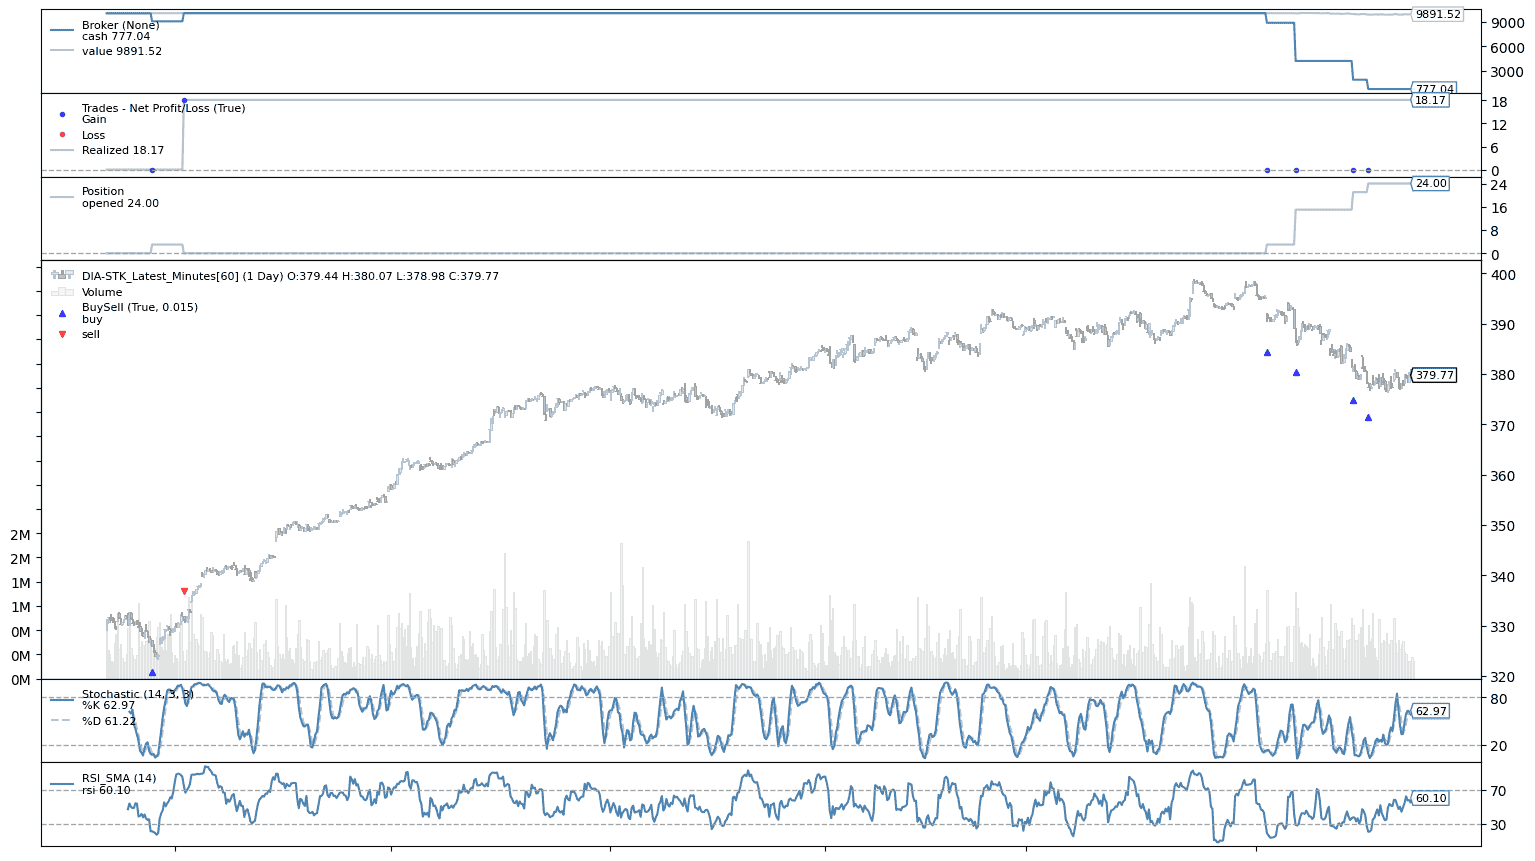 Broker (None)
cash 777.04
value 9891.52
9891.52
9000
6000
3000
777.04
Trades - Net Profit/Loss (True)
Gain
Loss
Realized 18.17
18.17
18
12
6
0
Position
opened 24.00
24.00
24
16
8
0
DIA-STK_Latest_Minutes[60] (1 Day) O:379.44 H:380.07 L:378.98 C:379.77
Volume
BuySell (True, 0.015)
buy
sell
400
390
380
379.77
370
360
350
340
330
320
2M
2M
1M
1M
0M
0M
0M
Stochastic (14, 3, 3)
%K 62.97
%D 61.22
80
62.97
20
RSI_SMA (14)
rsi 60.10
70
60.10
30